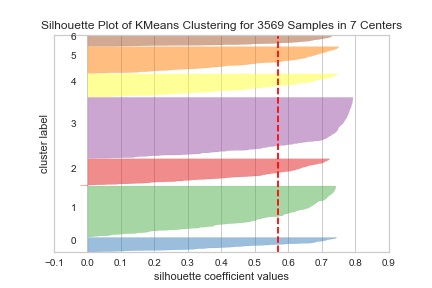 Silhouette Plot of KMeans Clustering for 3569 Samples in 7 Centers
6
5
4
3
2
1
0
cluster label
-0.1 0.0 0.1 0.2 0.3 0.4 0.5 0.6 0.7 0.8 0.9
silhouette coefficient values